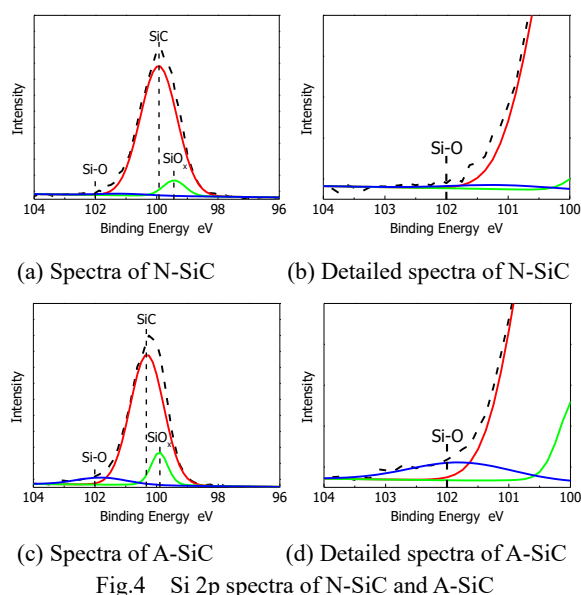 SiC
Si-O
SiOx
Intensity
104 102 100 98 96
Binding Energy eV
(a) Spectra of N-SiC
Si-O
Intensity
104 103 102 101 100
Binding Energy eV
(b) Detailed spectra of N-SiC
SiC
Si-O
SiOx
Intensity
104 102 100 98 96
Binding Energy eV
(c) Spectra of A-SiC
Si-O
Intensity
104 103 102 101 100
Binding Energy eV
(d) Detailed spectra of A-SiC
Fig.4 Si 2p spectra of N-SiC and A-SiC